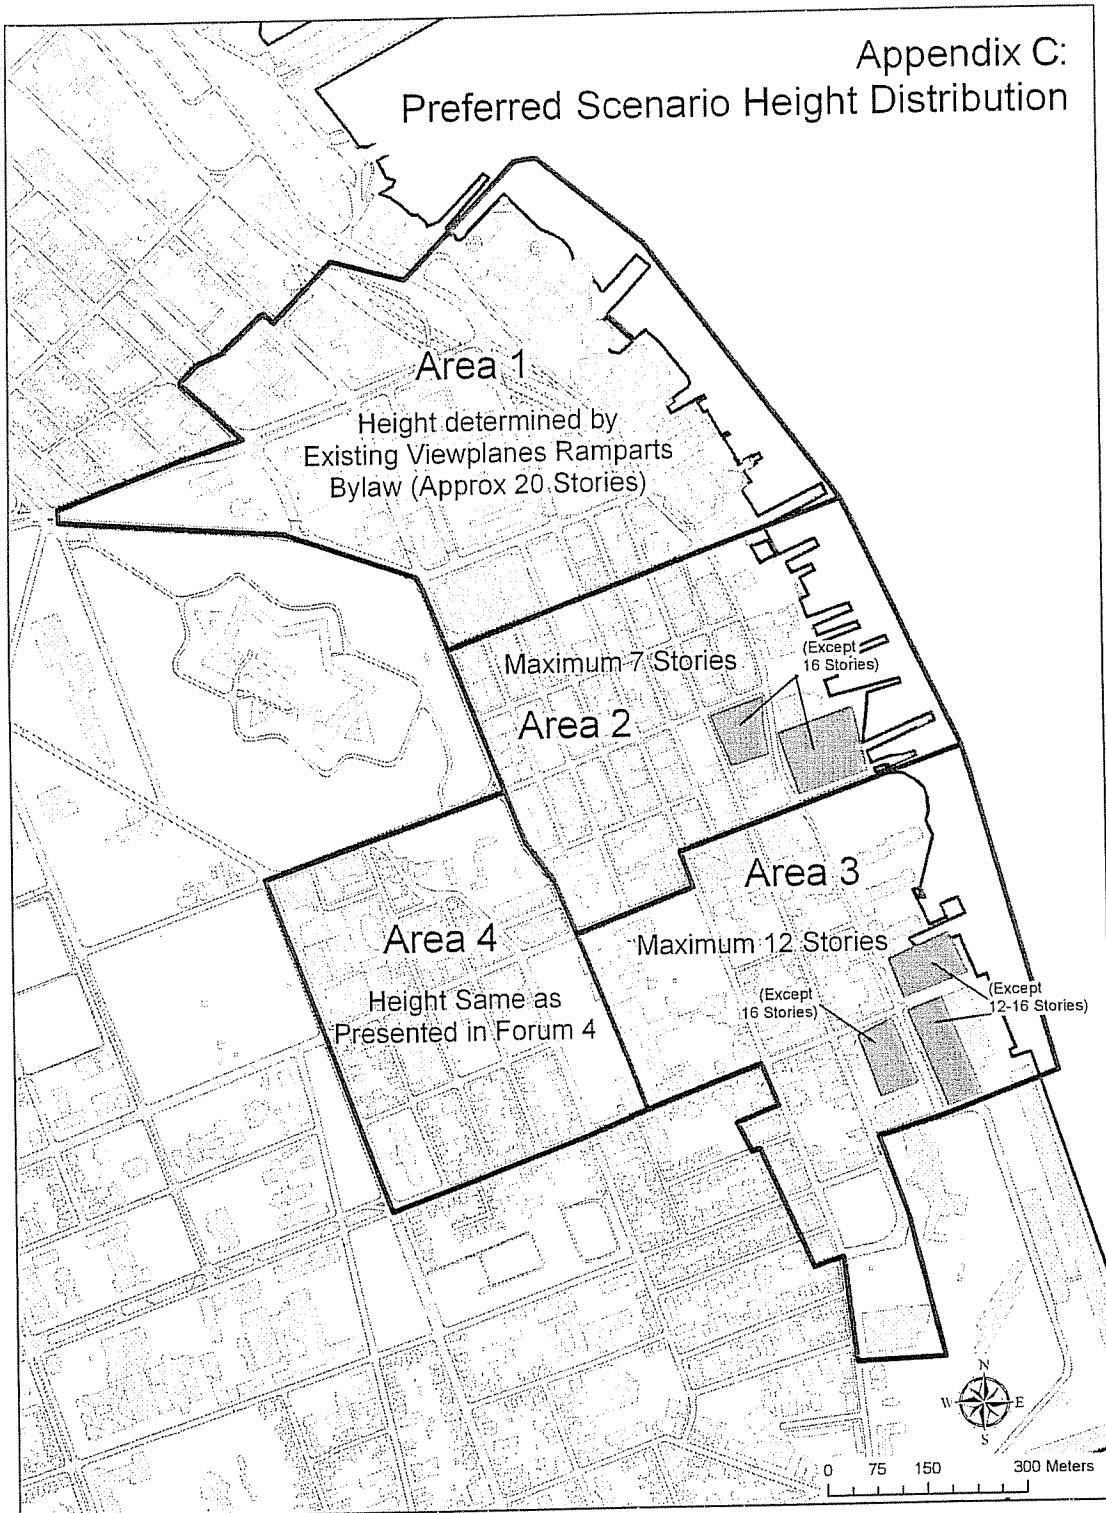 Appendix C:
Preferred Scenario Height Distribution
Area 1
Height determined by
Existing Viewplanes Ramparts
Bylaw (Approx 20 Stories)
Maximum 7 Stories
(Except
16 Stories)
Area 2
Area 3
Maximum 12 Stories
(Except
16 Stories)
(Except
12-16 Stories)
Area 4
Height Same as
Presented in Forum 4
N
W
E
S
0 75 150 300 Meters